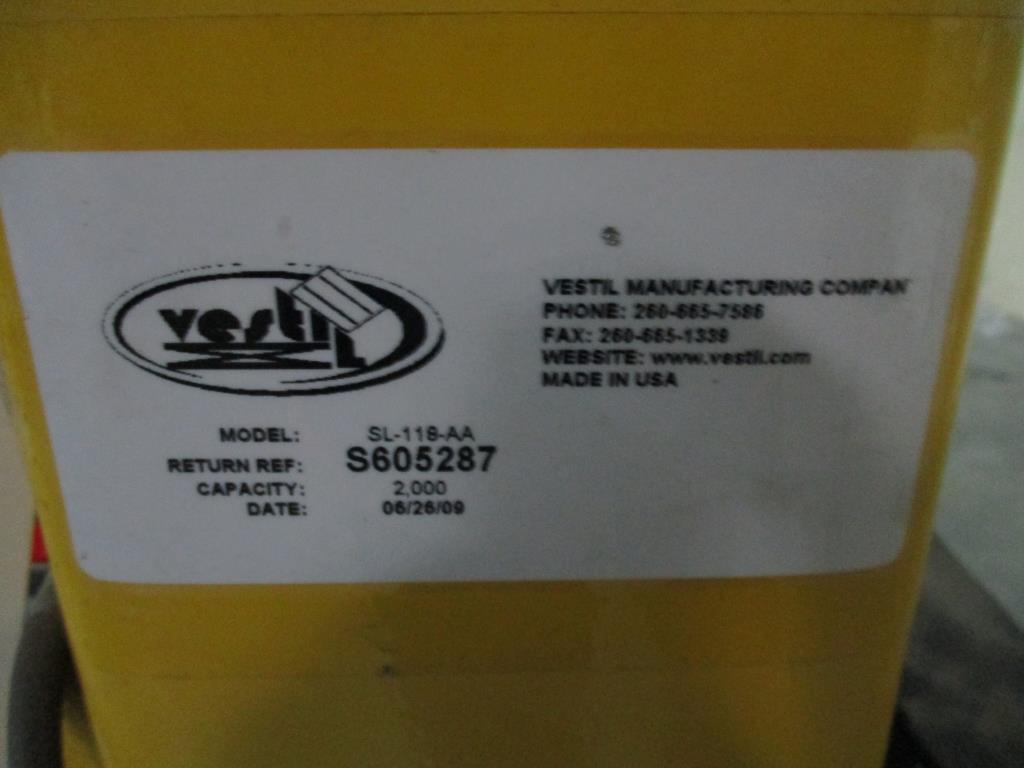 vestil
VESTIL MANUFACTURING COMPAN
PHONE: 260-665-7586
FAX: 260-665-1339
WEBSITE: www.vestil.com
MADE IN USA
MODEL: SL-118-AA
RETURN REF: S605287
CAPACITY: 2,000
DATE: 06/26/09